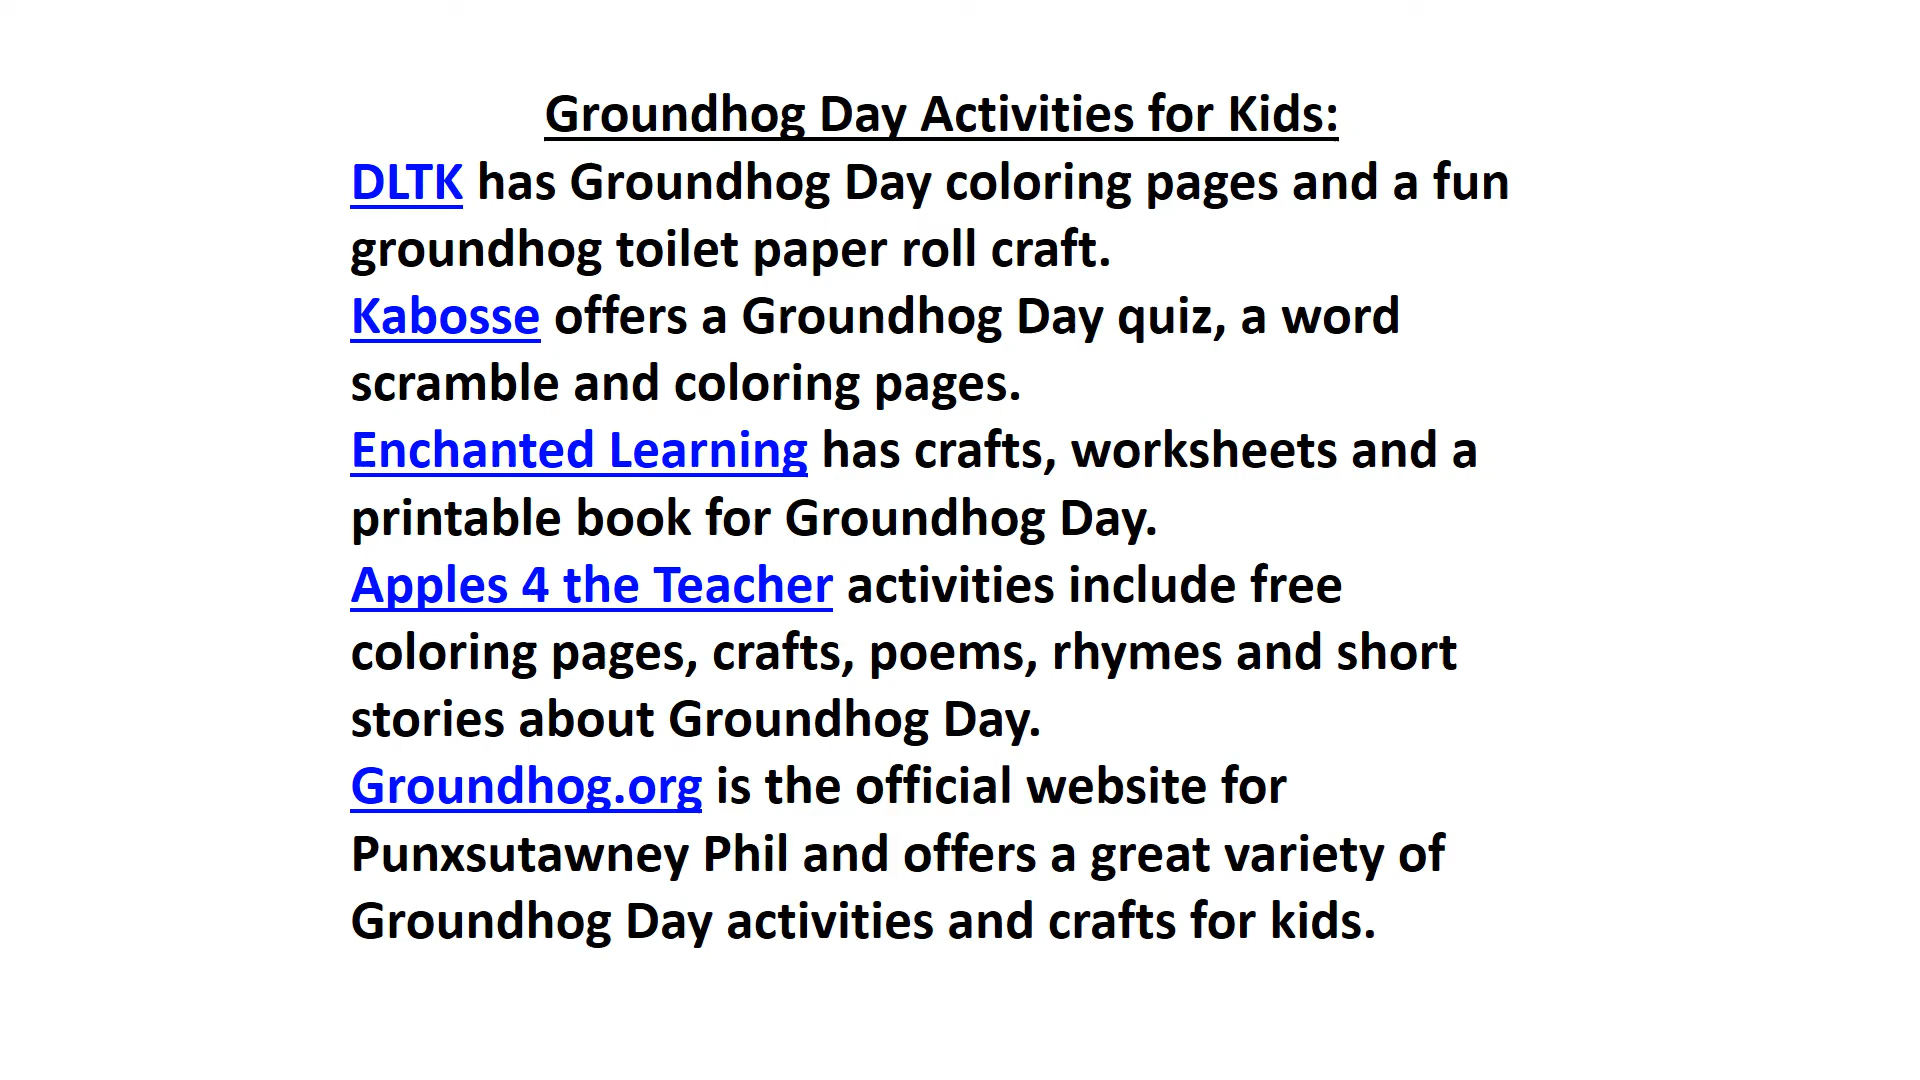 Groundhog Day Activities for Kids:
DLTK has Groundhog Day coloring pages and a fun
groundhog toilet paper roll craft.
Kabosse offers a Groundhog Day quiz, a word
scramble and coloring pages.
Enchanted Learning has crafts, worksheets and a
printable book for Groundhog Day.
Apples 4 the Teacher activities include free
coloring pages, crafts, poems, rhymes and short
stories about Groundhog Day.
Groundhog.org is the official website for
Punxsutawney Phil and offers a great variety of
Groundhog Day activities and crafts for kids.